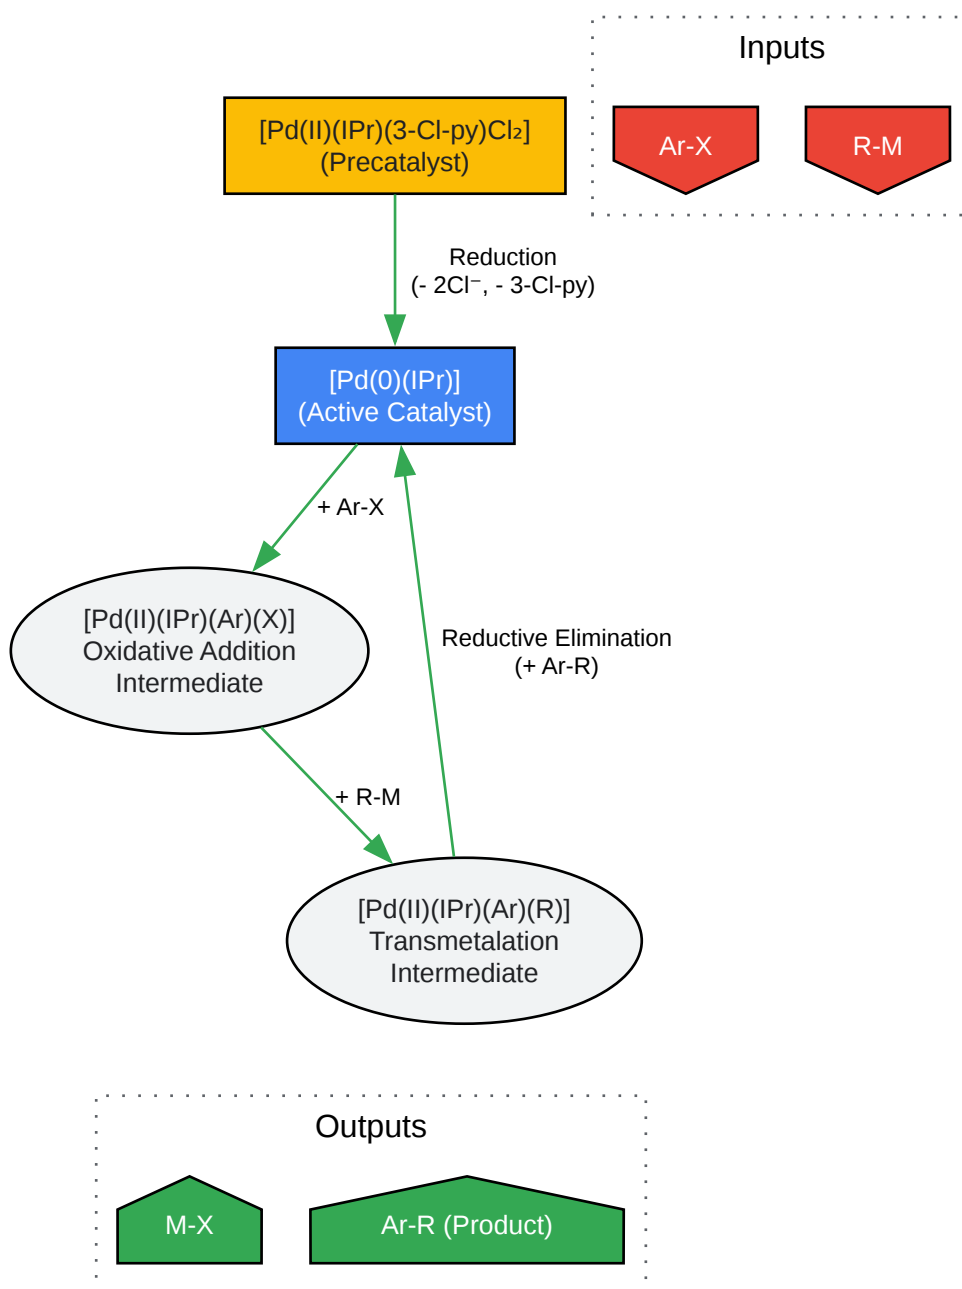 Inputs
[Pd(II)(IPr)(3-Cl-py)Cl₂]
(Precatalyst)
Ar-X
R-M
Reduction
(- 2Cl⁻, - 3-Cl-py)
[Pd(0)(IPr)]
(Active Catalyst)
+ Ar-X
[Pd(II)(IPr)(Ar)(X)]
Oxidative Addition
Intermediate
Reductive Elimination
(+ Ar-R)
+ R-M
[Pd(II)(IPr)(Ar)(R)]
Transmetalation
Intermediate
Outputs
M-X
Ar-R (Product)